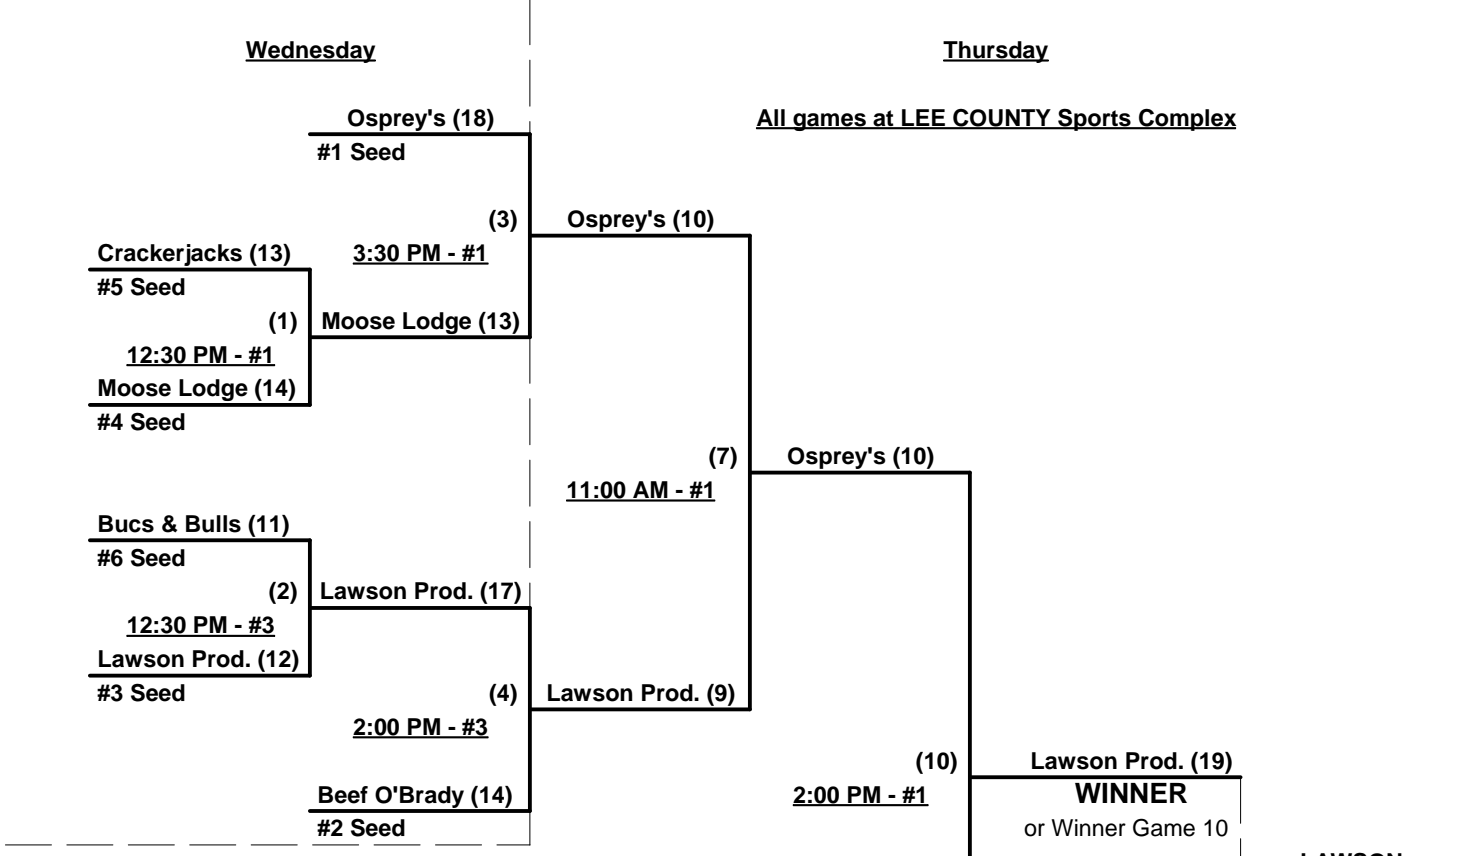 Wednesday
Thursday
Osprey's (18)
All games at LEE COUNTY Sports Complex
#1 Seed
(3)
Osprey's (10)
Crackerjacks (13)
3:30 PM - #1
#5 Seed
(1)
Moose Lodge (13)
12:30 PM - #1
Moose Lodge (14)
#4 Seed
(7)
Osprey's (10)
11:00 AM - #1
Bucs & Bulls (11)
#6 Seed
(2)
Lawson Prod. (17)
12:30 PM - #3
Lawson Prod. (12)
#3 Seed
(4)
Lawson Prod. (9)
2:00 PM - #3
(10)
Lawson Prod. (19)
Beef O'Brady (14)
2:00 PM - #1
WINNER
#2 Seed
or Winner Game 10
LAWSON